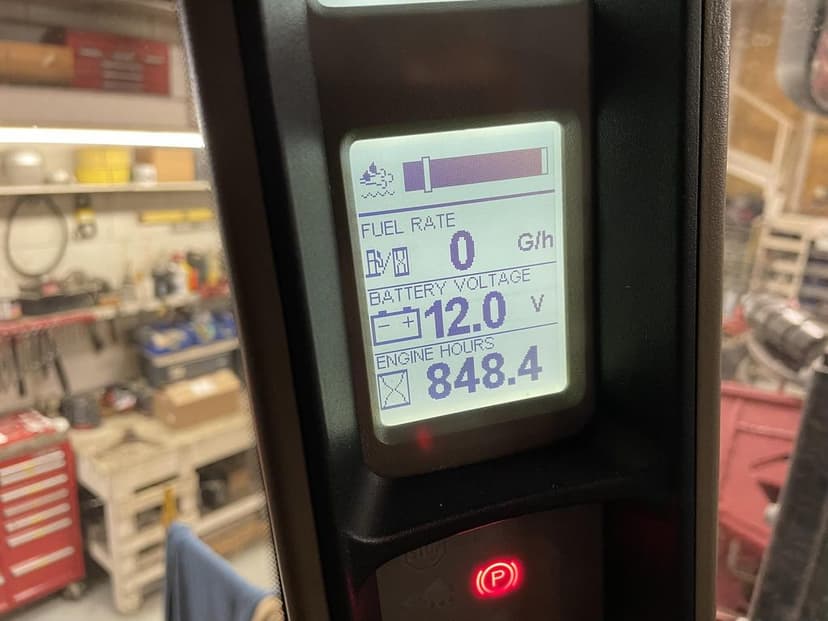 FUEL RATE
0 G/h
BATTERY VOLTAGE
- + 12.0 V
ENGINE HOURS
848.4
P